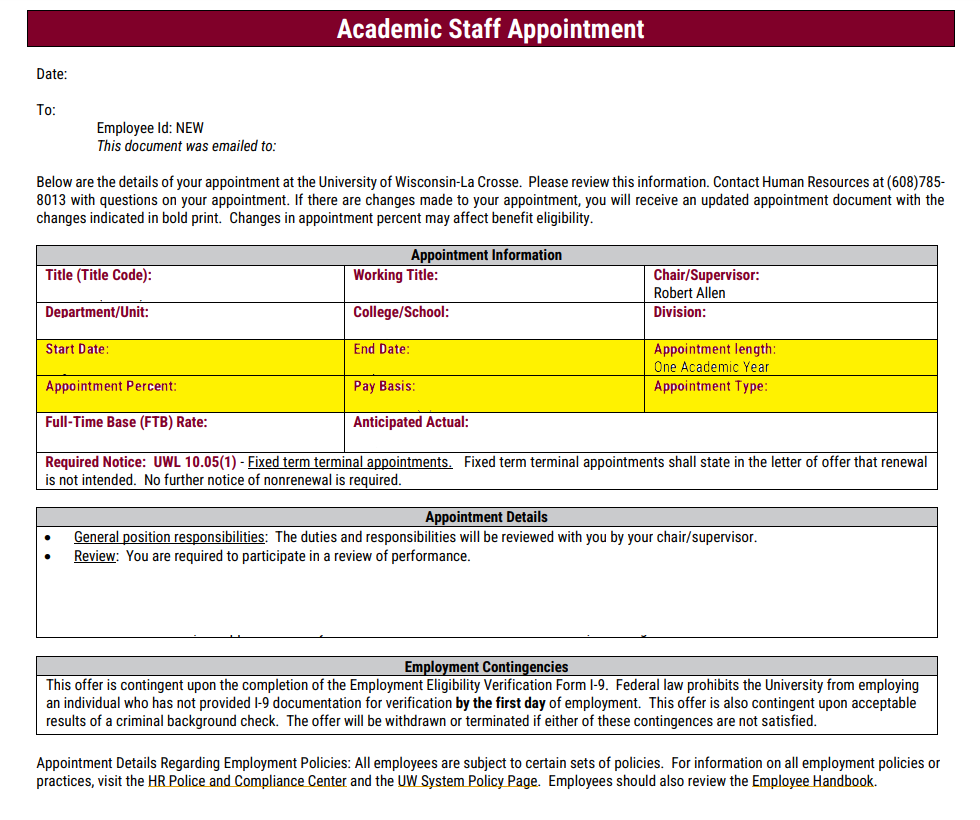 Academic Staff Appointment
Date:
To:
Employee Id: NEW
This document was emailed to:
Below are the details of your appointment at the University of Wisconsin-La Crosse. Please review this information. Contact Human Resources at (608)785-
8013 with questions on your appointment. If there are changes made to your appointment, you will receive an updated appointment document with the
changes indicated in bold print. Changes in appointment percent may affect benefit eligibility.
Appointment Information
Title (Title Code): Working Title: Chair/Supervisor:
Robert Allen
Department/Unit: College/School: Division:
Start Date: End Date: Appointment length:
One Academic Year
Appointment Percent: Pay Basis: Appointment Type:
Full-Time Base (FTB) Rate: Anticipated Actual:
Required Notice: UWL 10.05(1) - Fixed term terminal appointments. Fixed term terminal appointments shall state in the letter of offer that renewal
is not intended. No further notice of nonrenewal is required.
Appointment Details
• General position responsibilities: The duties and responsibilities will be reviewed with you by your chair/supervisor.
• Review: You are required to participate in a review of performance.
Employment Contingencies
This offer is contingent upon the completion of the Employment Eligibility Verification Form I-9. Federal law prohibits the University from employing
an individual who has not provided I-9 documentation for verification by the first day of employment. This offer is also contingent upon acceptable
results of a criminal background check. The offer will be withdrawn or terminated if either of these contingences are not satisfied.
Appointment Details Regarding Employment Policies: All employees are subject to certain sets of policies. For information on all employment policies or
practices, visit the HR Police and Compliance Center and the UW System Policy Page. Employees should also review the Employee Handbook.